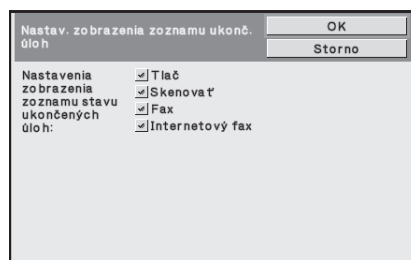 Nastav. zobrazenia zoznamu ukonč.
úloh
OK
Storno
Nastavenia
zobrazenia
zoznamu stavu
ukončených
úloh:
Tlač
Skenovať
Fax
Internetový fax